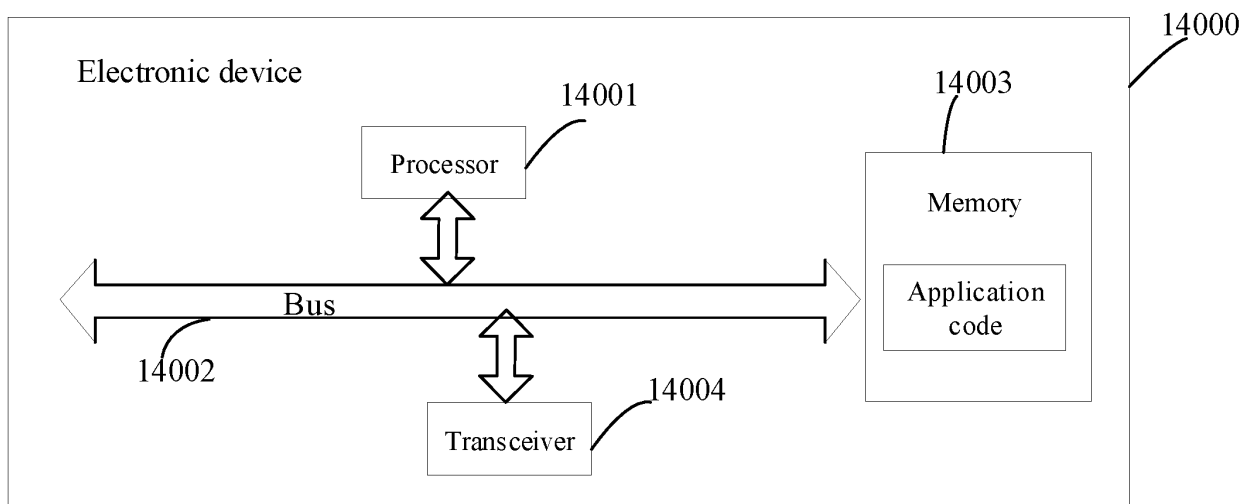 14000
Electronic device
14001
14003
Processor
Memory
Application
code
Bus
14002
14004
Transceiver